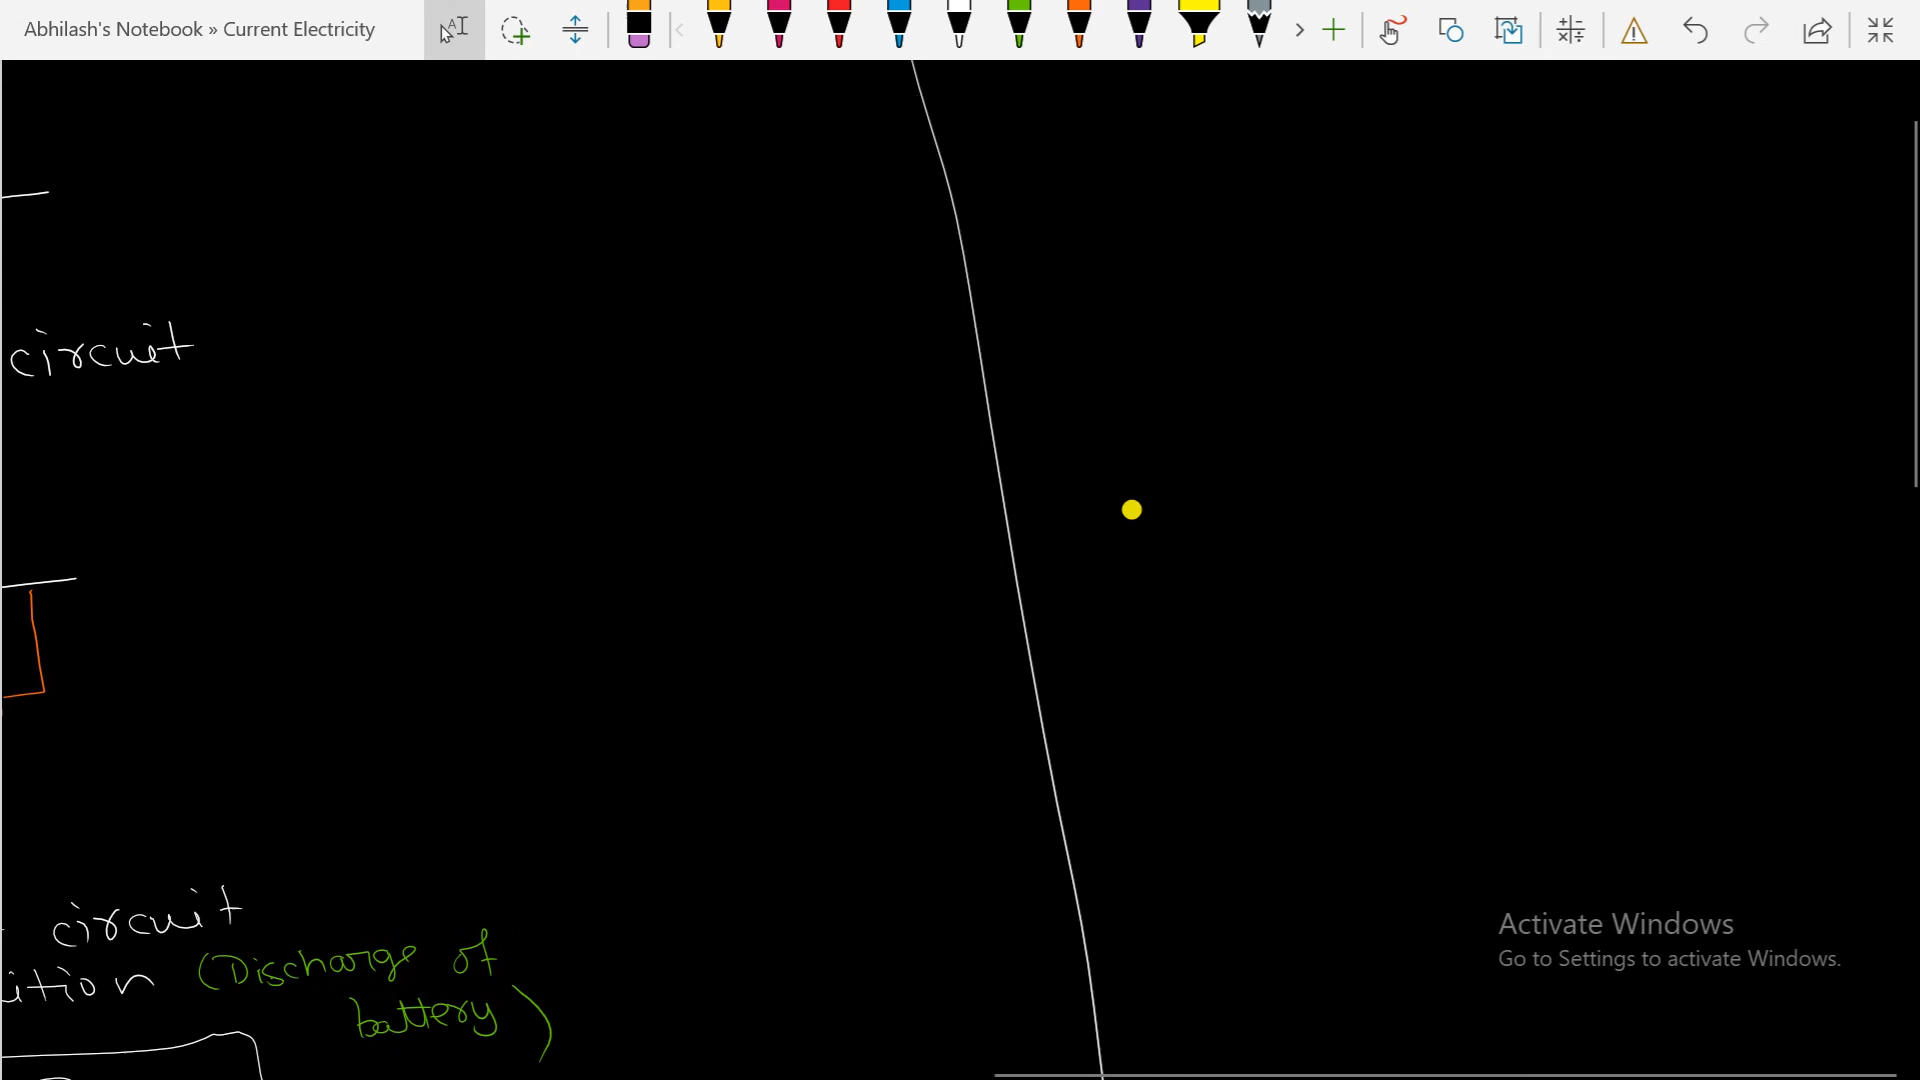 Abhilash's Notebook » Current Electricity
circuit
circuit
ition (Discharge of
battery)
Activate Windows
Go to Settings to activate Windows.